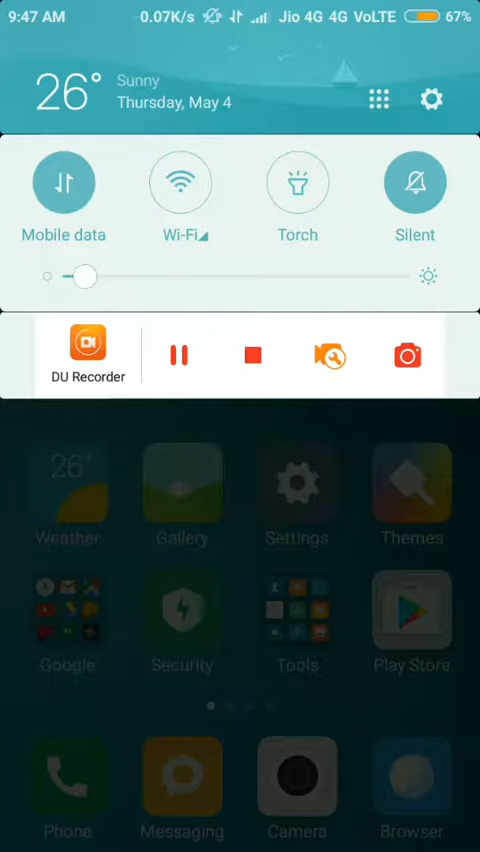 9:47 AM 0.07K/s Jio 4G 4G VoLTE 67%
26° Sunny
Thursday, May 4
Mobile data Wi-Fi Torch Silent
DU Recorder
26°
Weather Gallery Settings Themes
Google Security Tools Play Store
Phone Messaging Camera Browser